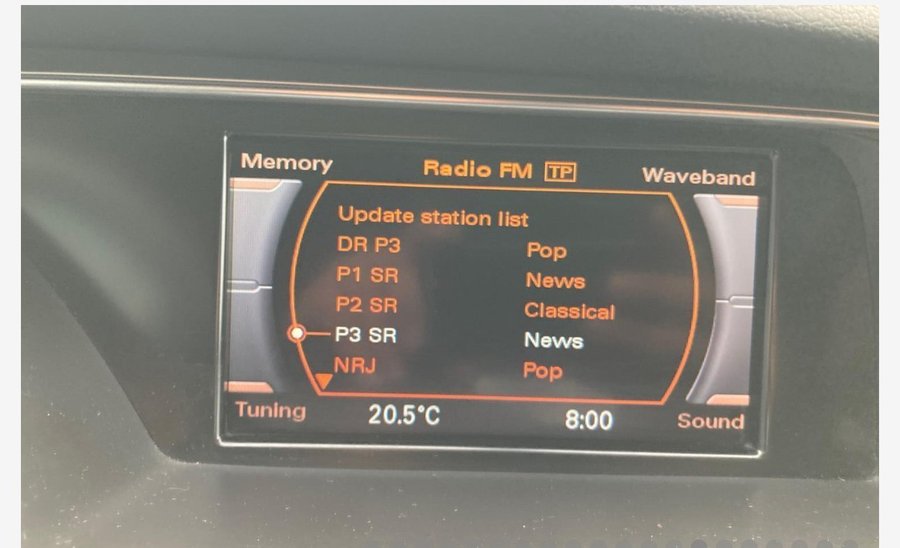 Memory Radio FM TP Waveband
Update station list
DR P3 Pop
P1 SR News
P2 SR Classical
P3 SR News
NRJ Pop
Tuning 20.5°C 8:00 Sound